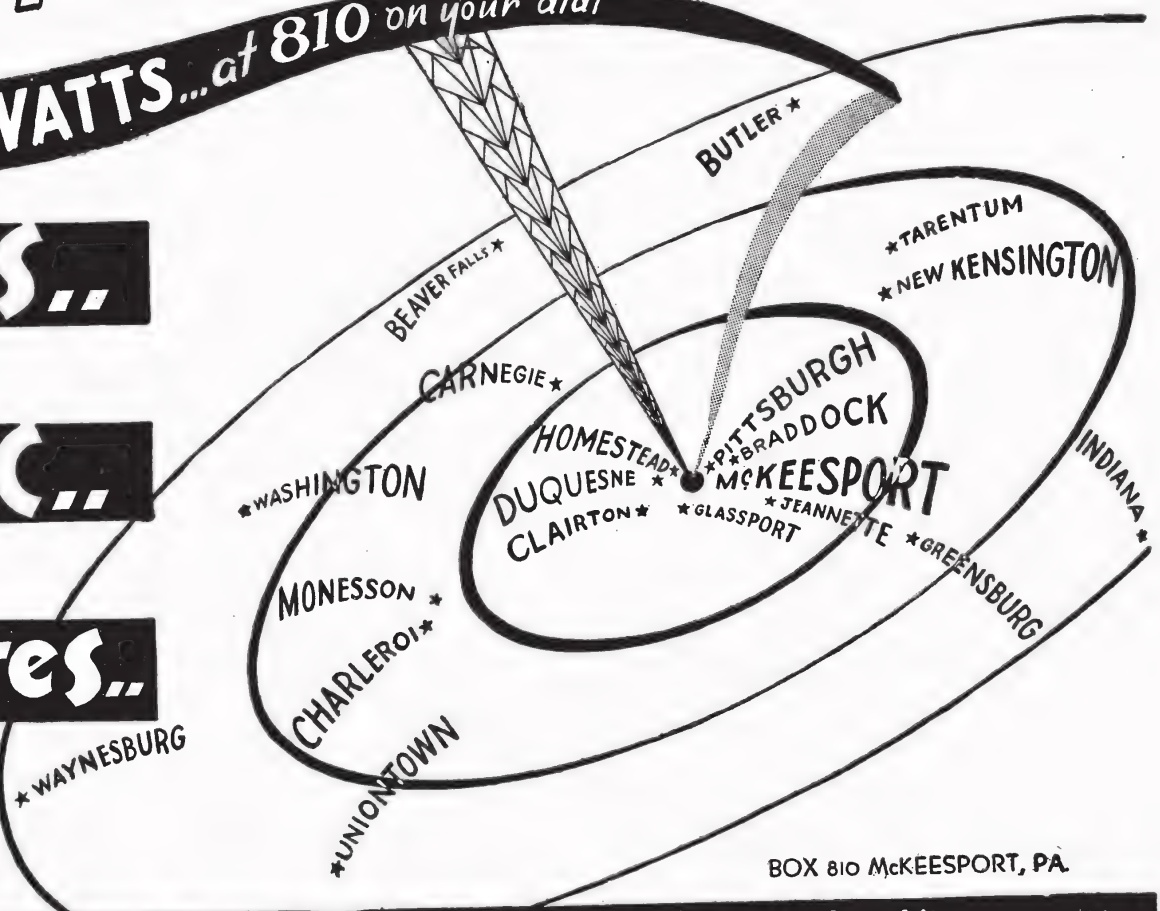 WATTS...at 810 on your dial
BUTLER
TARENTUM
NEW KENSINGTON
BEAVER FALLS
CARNEGIE
PITTSBURGH
BRADDOCK
HOMESTEAD
McKEESPORT
WASHINGTON
DUQUESNE
JEANNETTE
GLASSPORT
CLAIRTON
INDIANA
GREENSBURG
MONESSON
CHARLEROI
WAYNESBURG
UNIONTOWN
BOX 810 McKEESPORT, PA.